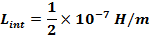 L_int = 1/2 × 10⁻⁷ H/m